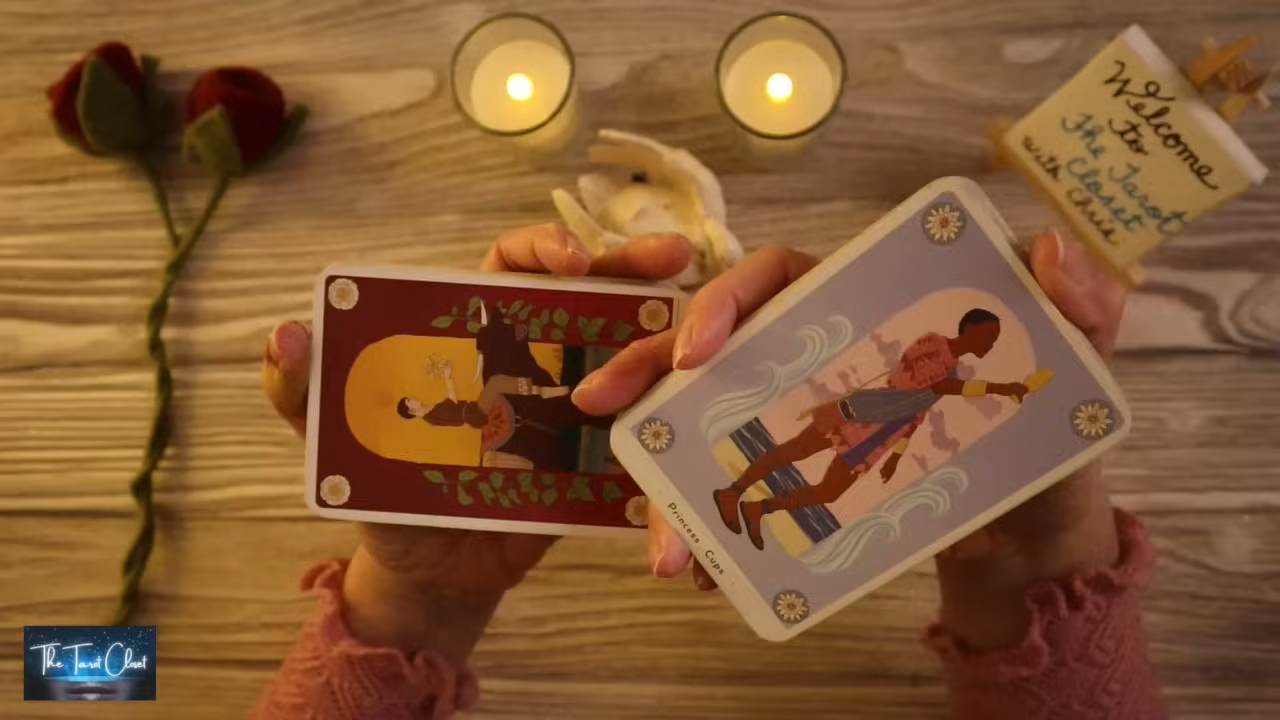 Welcome
to
The Tarot
Closet
with Chris
Princess Cups
The Tarot Closet